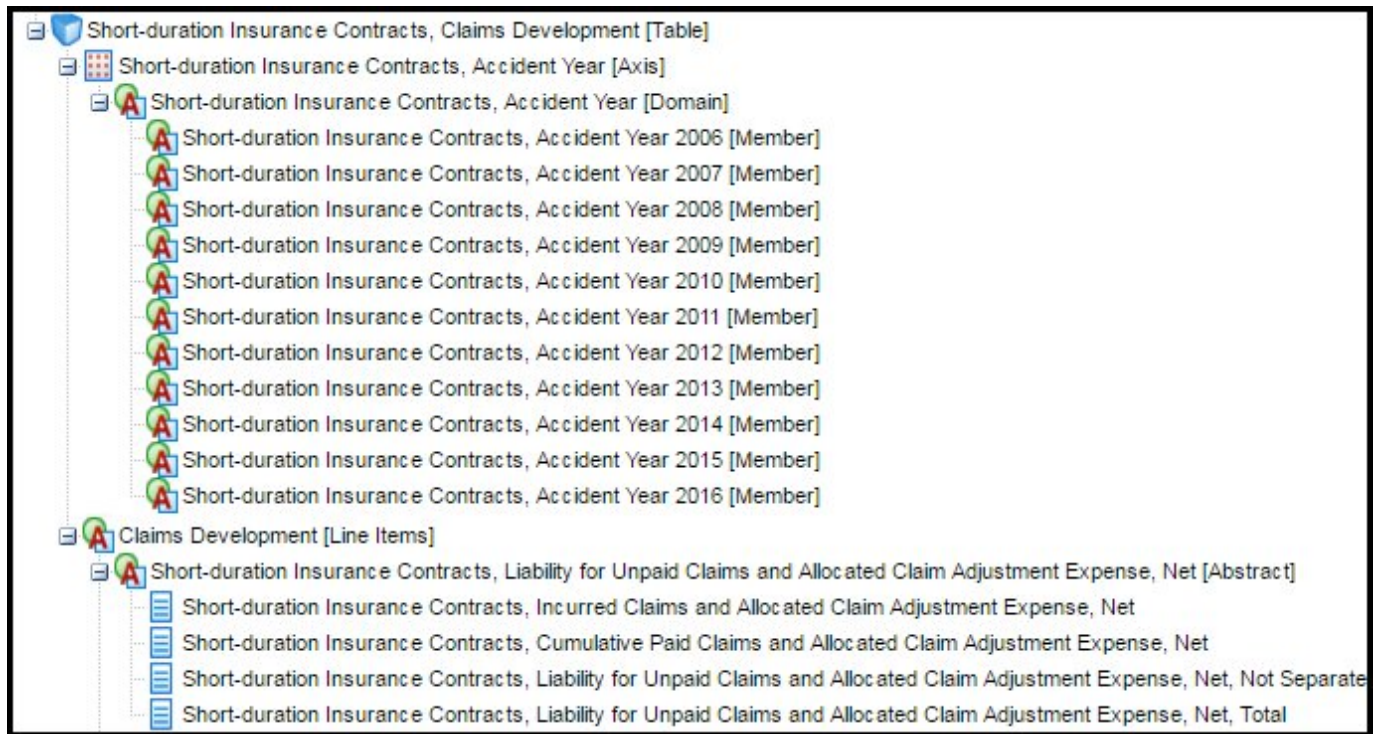 Short-duration Insurance Contracts, Claims Development [Table]
Short-duration Insurance Contracts, Accident Year [Axis]
Short-duration Insurance Contracts, Accident Year [Domain]
Short-duration Insurance Contracts, Accident Year 2006 [Member]
Short-duration Insurance Contracts, Accident Year 2007 [Member]
Short-duration Insurance Contracts, Accident Year 2008 [Member]
Short-duration Insurance Contracts, Accident Year 2009 [Member]
Short-duration Insurance Contracts, Accident Year 2010 [Member]
Short-duration Insurance Contracts, Accident Year 2011 [Member]
Short-duration Insurance Contracts, Accident Year 2012 [Member]
Short-duration Insurance Contracts, Accident Year 2013 [Member]
Short-duration Insurance Contracts, Accident Year 2014 [Member]
Short-duration Insurance Contracts, Accident Year 2015 [Member]
Short-duration Insurance Contracts, Accident Year 2016 [Member]
Claims Development [Line Items]
Short-duration Insurance Contracts, Liability for Unpaid Claims and Allocated Claim Adjustment Expense, Net [Abstract]
Short-duration Insurance Contracts, Incurred Claims and Allocated Claim Adjustment Expense, Net
Short-duration Insurance Contracts, Cumulative Paid Claims and Allocated Claim Adjustment Expense, Net
Short-duration Insurance Contracts, Liability for Unpaid Claims and Allocated Claim Adjustment Expense, Net, Not Separate
Short-duration Insurance Contracts, Liability for Unpaid Claims and Allocated Claim Adjustment Expense, Net, Total